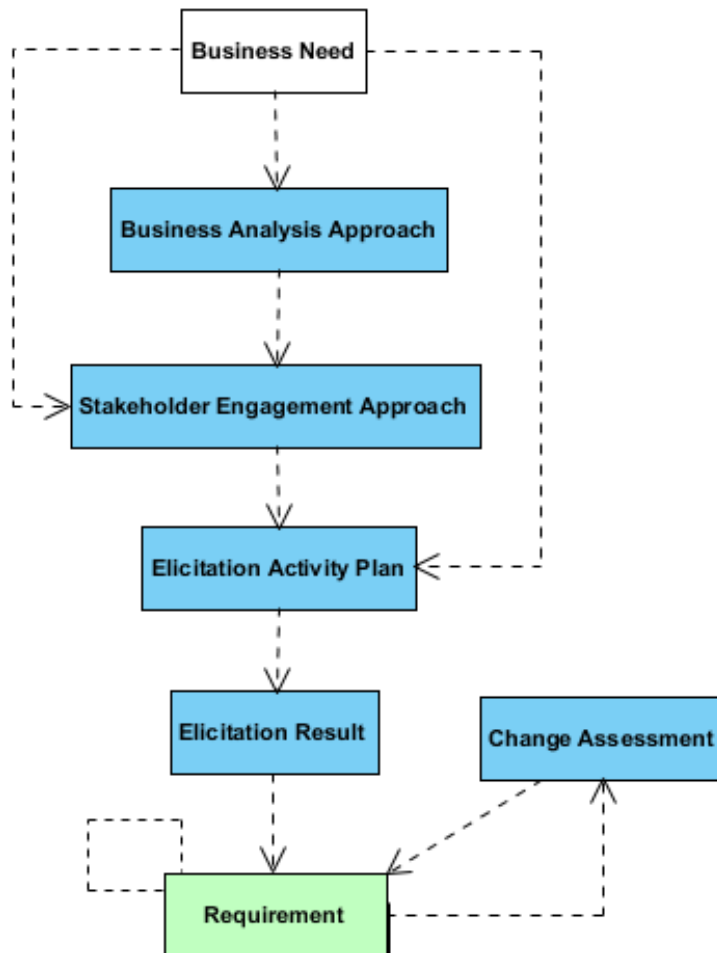 Business Need
Business Analysis Approach
Stakeholder Engagement Approach
Elicitation Activity Plan
Elicitation Result
Change Assessment
Requirement